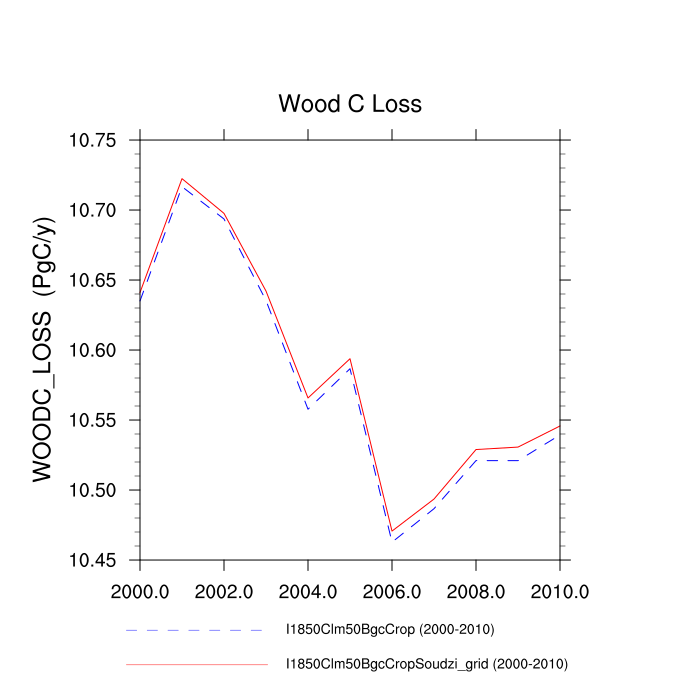 Wood C Loss
WOODC_LOSS (PgC/y)
10.75
10.70
10.65
10.60
10.55
10.50
10.45
2000.0 2002.0 2004.0 2006.0 2008.0 2010.0
I1850Clm50BgcCrop (2000-2010)
I1850Clm50BgcCropSoudzi_grid (2000-2010)